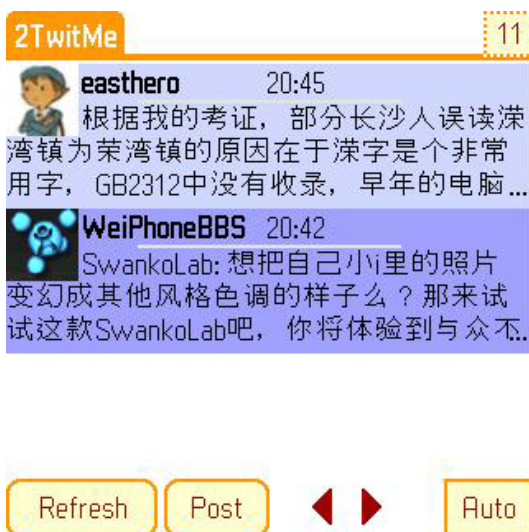 2TwitMe 11
easthero 20:45
根据我的考证，部分长沙人误读溁
湾镇为荣湾镇的原因在于溁字是个非常
用字，GB2312中没有收录，早年的电脑...
WeiPhoneBBS 20:42
SwankoLab: 想把自己小i里的照片
变幻成其他风格色调的样子么？那来试
试这款SwankoLab吧，你将体验到与众不..
Refresh Post Auto